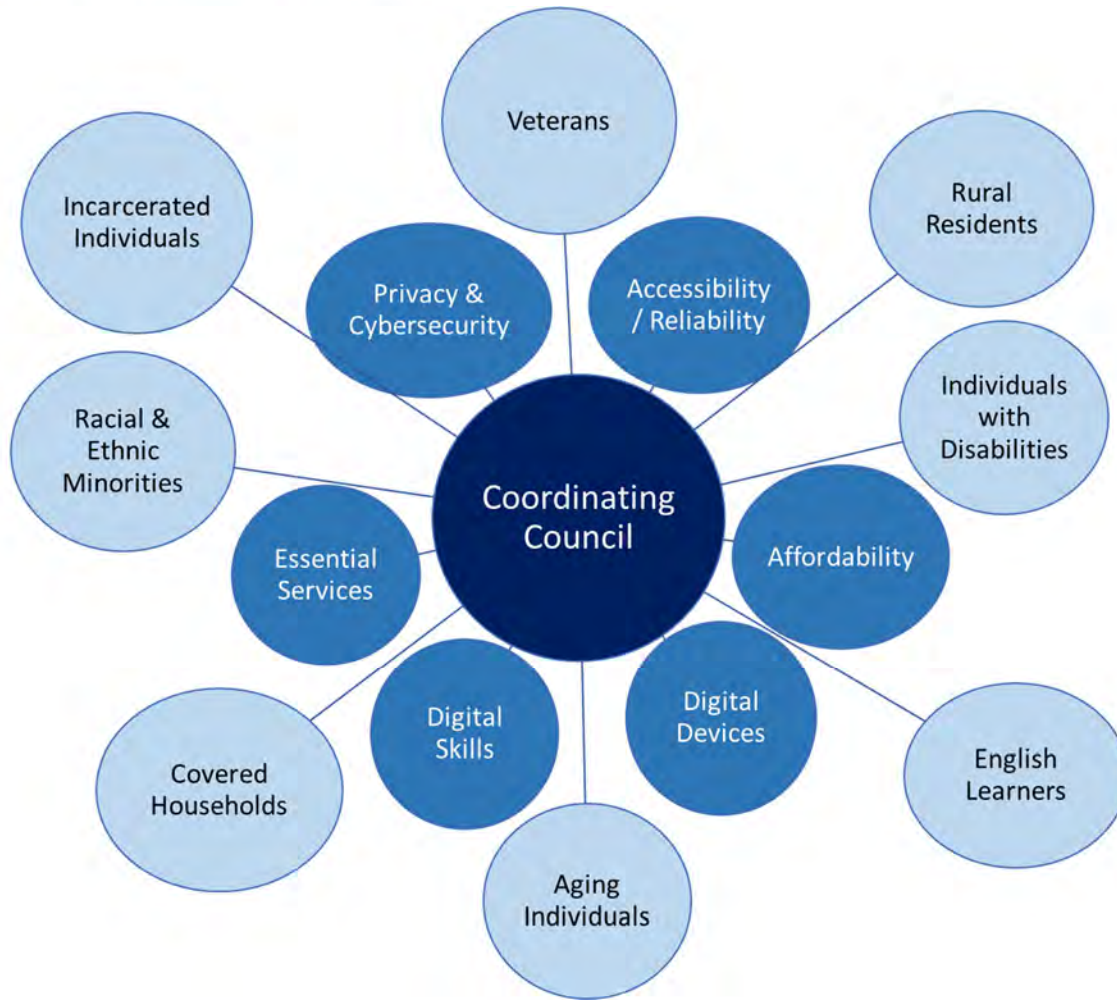 Veterans
Incarcerated
Individuals
Rural
Residents
Privacy &
Cybersecurity
Accessibility
/ Reliability
Racial &
Ethnic
Minorities
Individuals
with
Disabilities
Coordinating
Council
Essential
Services
Affordability
Digital
Skills
Digital
Devices
Covered
Households
English
Learners
Aging
Individuals